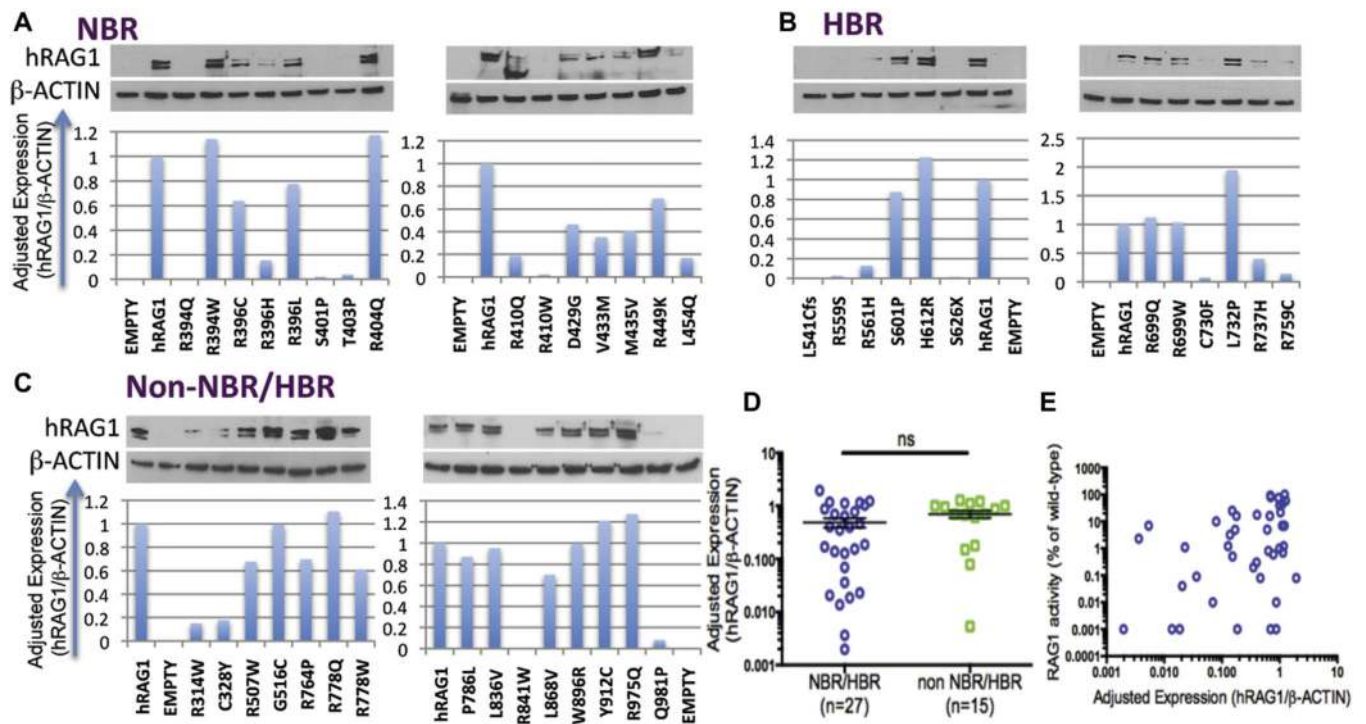 A NBR
hRAG1
β-ACTIN
Adjusted Expression
(hRAG1/β-ACTIN)
1.2
1
0.8
0.6
0.4
0.2
0
EMPTY
hRAG1
R394Q
R394W
R396C
R396H
R396L
S401P
T403P
R404Q
1.2
1
0.8
0.6
0.4
0.2
0
EMPTY
hRAG1
R410Q
R410W
D429G
V433M
M435V
R449K
L454Q
B HBR
1.4
1.2
1
0.8
0.6
0.4
0.2
0
L541Cfs
R559S
R561H
S601P
H612R
S626X
hRAG1
EMPTY
2.5
2
1.5
1
0.5
0
EMPTY
hRAG1
R699Q
R699W
C730F
L732P
R737H
R759C
C Non-NBR/HBR
hRAG1
β-ACTIN
Adjusted Expression
(hRAG1/β-ACTIN)
1.2
1
0.8
0.6
0.4
0.2
0
hRAG1
EMPTY
R314W
C328Y
R507W
G516C
R764P
R778Q
R778W
1.4
1.2
1
0.8
0.6
0.4
0.2
0
hRAG1
P786L
L836V
R841W
L868V
W896R
Y912C
R975Q
Q981P
EMPTY
D
ns
Adjusted Expression
(hRAG1/β-ACTIN)
10
1
0.100
0.010
0.001
NBR/HBR
(n=27)
non NBR/HBR
(n=15)
E
RAG1 activity (% of wild-type)
1000
100
10
1
0.1
0.01
0.001
0.0001
0.001
0.010
0.100
1
10
Adjusted Expression (hRAG1/β-ACTIN)